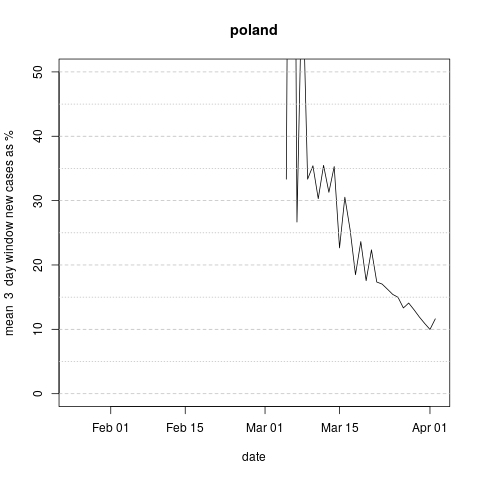 poland
mean 3 day window new cases as %
50
40
30
20
10
0
Feb 01
Feb 15
Mar 01
Mar 15
Apr 01
date